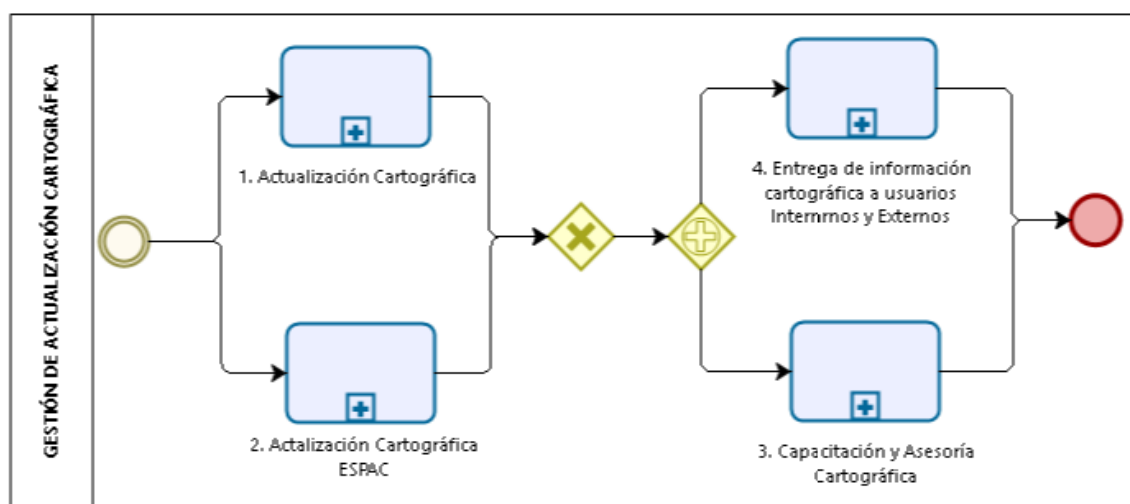 GESTIÓN DE ACTUALIZACIÓN CARTOGRÁFICA
1. Actualización Cartográfica
2. Actalización Cartográfica
ESPAC
4. Entrega de información
cartográfica a usuarios
Internrnos y Externos
3. Capacitación y Asesoría
Cartográfica